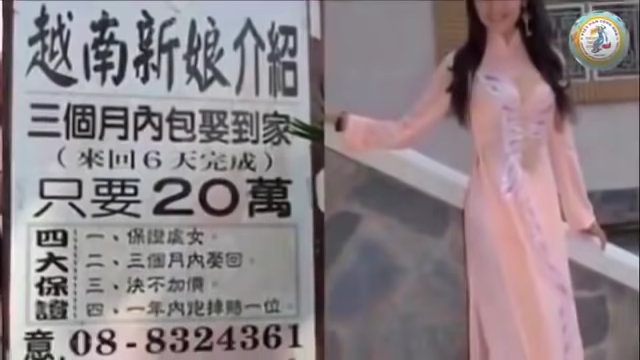 越南新娘介紹
三個月內包娶到家
(來回6天完成)
只要20萬
四大保證
一、保證處女。
二、三個月內娶回。
三、決不加價。
四、一年內跑掉賠一位。
意 08-8324361